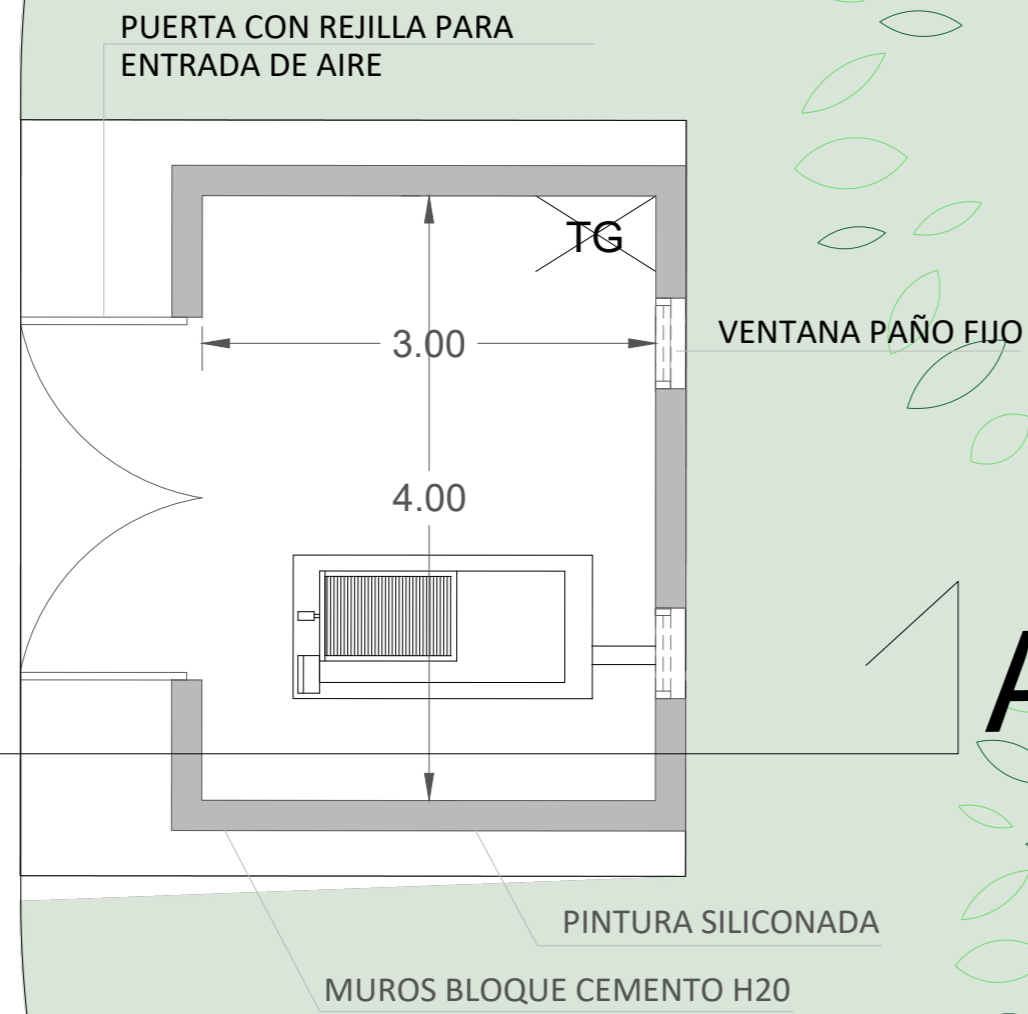 PUERTA CON REJILLA PARA
ENTRADA DE AIRE
TG
3.00
VENTANA PAÑO FIJO
4.00
A
PINTURA SILICONADA
MUROS BLOQUE CEMENTO H20